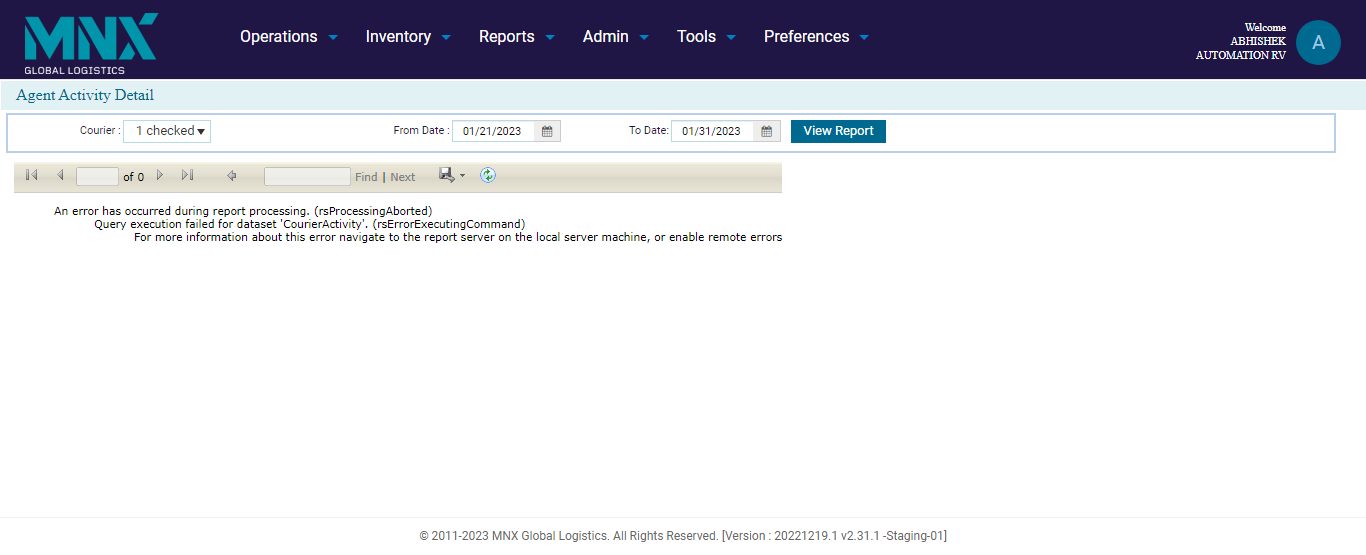 MNX
GLOBAL LOGISTICS
Operations Inventory Reports Admin Tools Preferences
Welcome
ABHISHEK
AUTOMATION RV
A
Agent Activity Detail
Courier : 1 checked From Date : 01/21/2023 To Date: 01/31/2023 View Report
of 0 Find | Next
An error has occurred during report processing. (rsProcessingAborted)
Query execution failed for dataset 'CourierActivity'. (rsErrorExecutingCommand)
For more information about this error navigate to the report server on the local server machine, or enable remote errors
© 2011-2023 MNX Global Logistics. All Rights Reserved. [Version : 20221219.1 v2.31.1 -Staging-01]